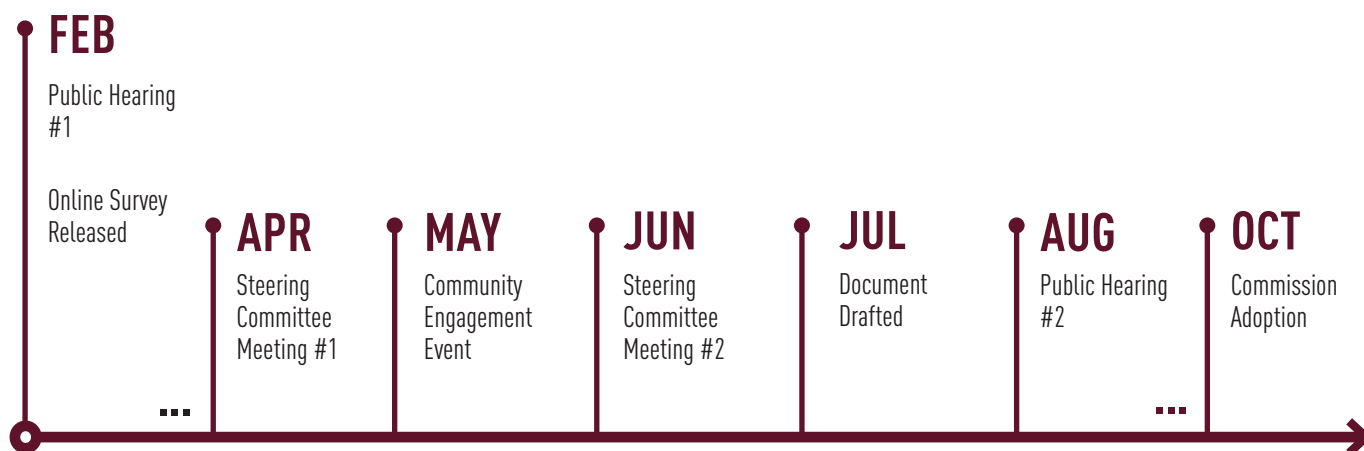 FEB
Public Hearing
#1
Online Survey
Released
APR
Steering
Committee
Meeting #1
MAY
Community
Engagement
Event
JUN
Steering
Committee
Meeting #2
JUL
Document
Drafted
AUG
Public Hearing
#2
OCT
Commission
Adoption
...
...